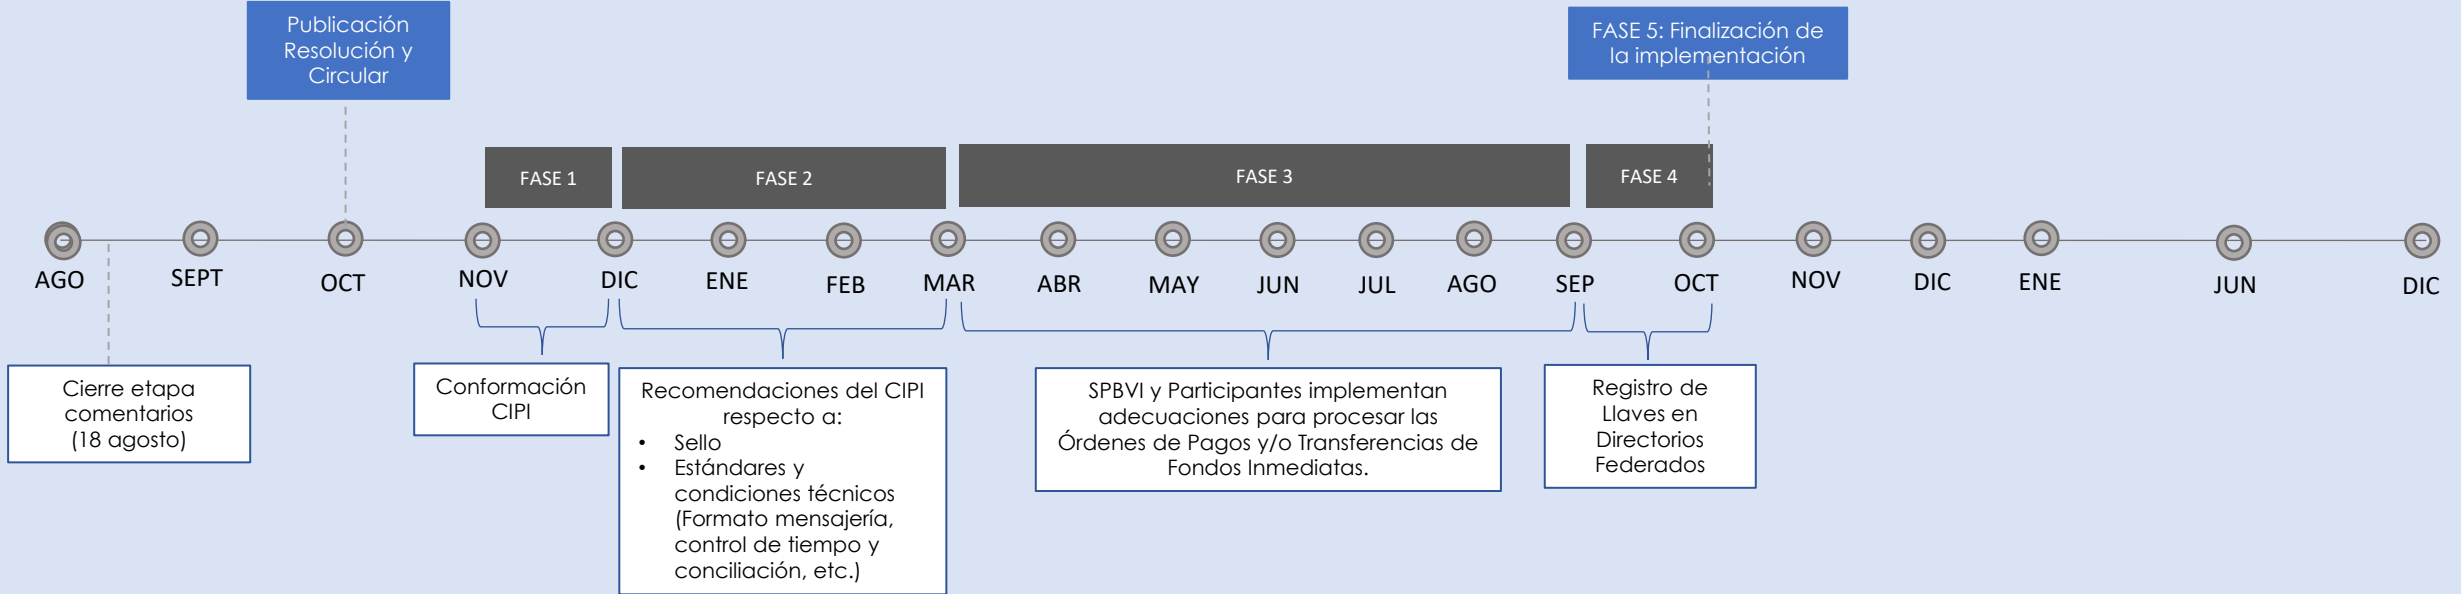 Publicación
Resolución y
Circular
FASE 5: Finalización de
la implementación
FASE 1
FASE 2
FASE 3
FASE 4
AGO
SEPT
OCT
NOV
DIC
ENE
FEB
MAR
ABR
MAY
JUN
JUL
AGO
SEP
OCT
NOV
DIC
ENE
JUN
DIC
Cierre etapa
comentarios
(18 agosto)
Conformación
CIPI
Recomendaciones del CIPI
respecto a:
• Sello
• Estándares y
condiciones técnicos
(Formato mensajería,
control de tiempo y
conciliación, etc.)
SPBVI y Participantes implementan
adecuaciones para procesar las
Órdenes de Pagos y/o Transferencias de
Fondos Inmediatas.
Registro de
Llaves en
Directorios
Federados